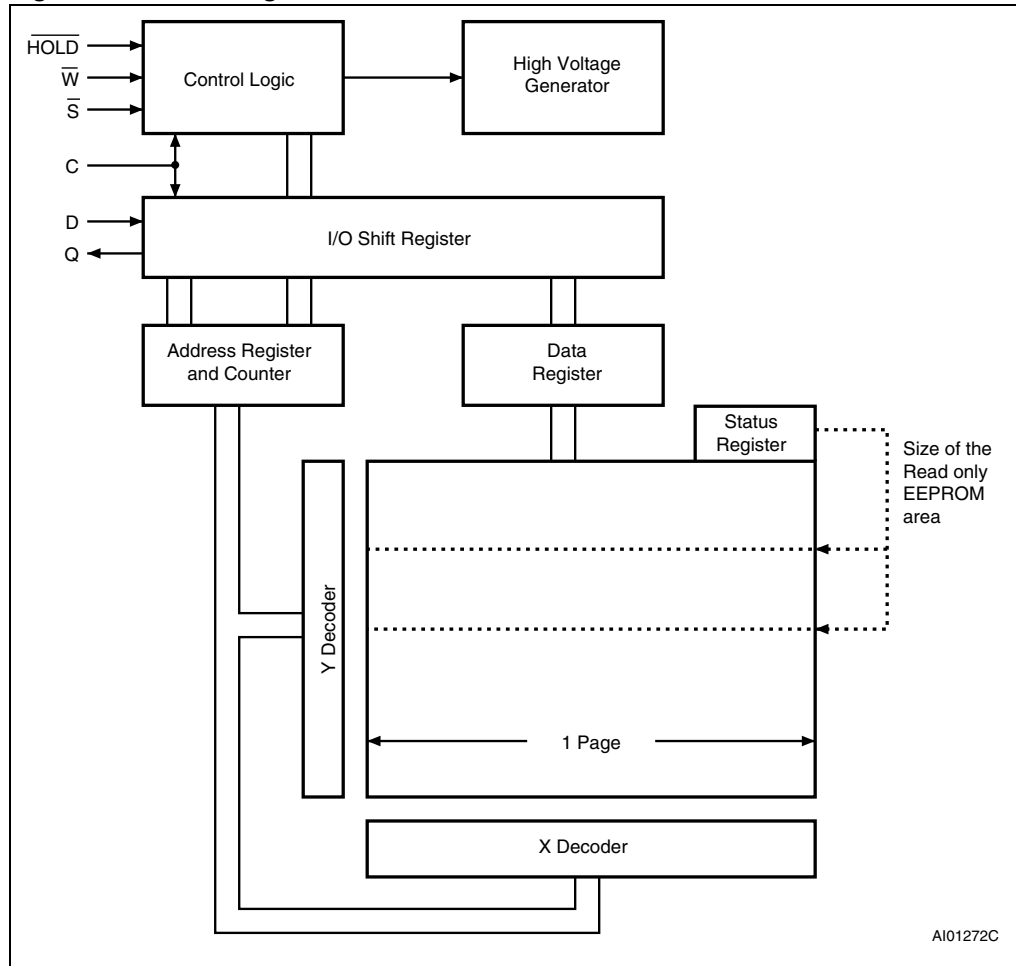 HOLD
W
S
C
D
Q
Control Logic
High Voltage
Generator
I/O Shift Register
Address Register
and Counter
Data
Register
Status
Register
Size of the
Read only
EEPROM
area
Y Decoder
1 Page
X Decoder
AI01272C